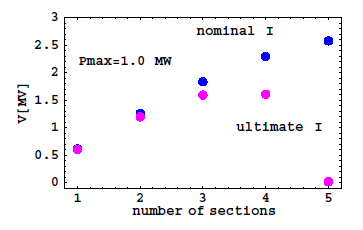 3
nominal I
2.5
Pmax=1.0 MW
2
V[MV]
1.5
1
ultimate I
0.5
0
1 2 3 4 5
number of sections